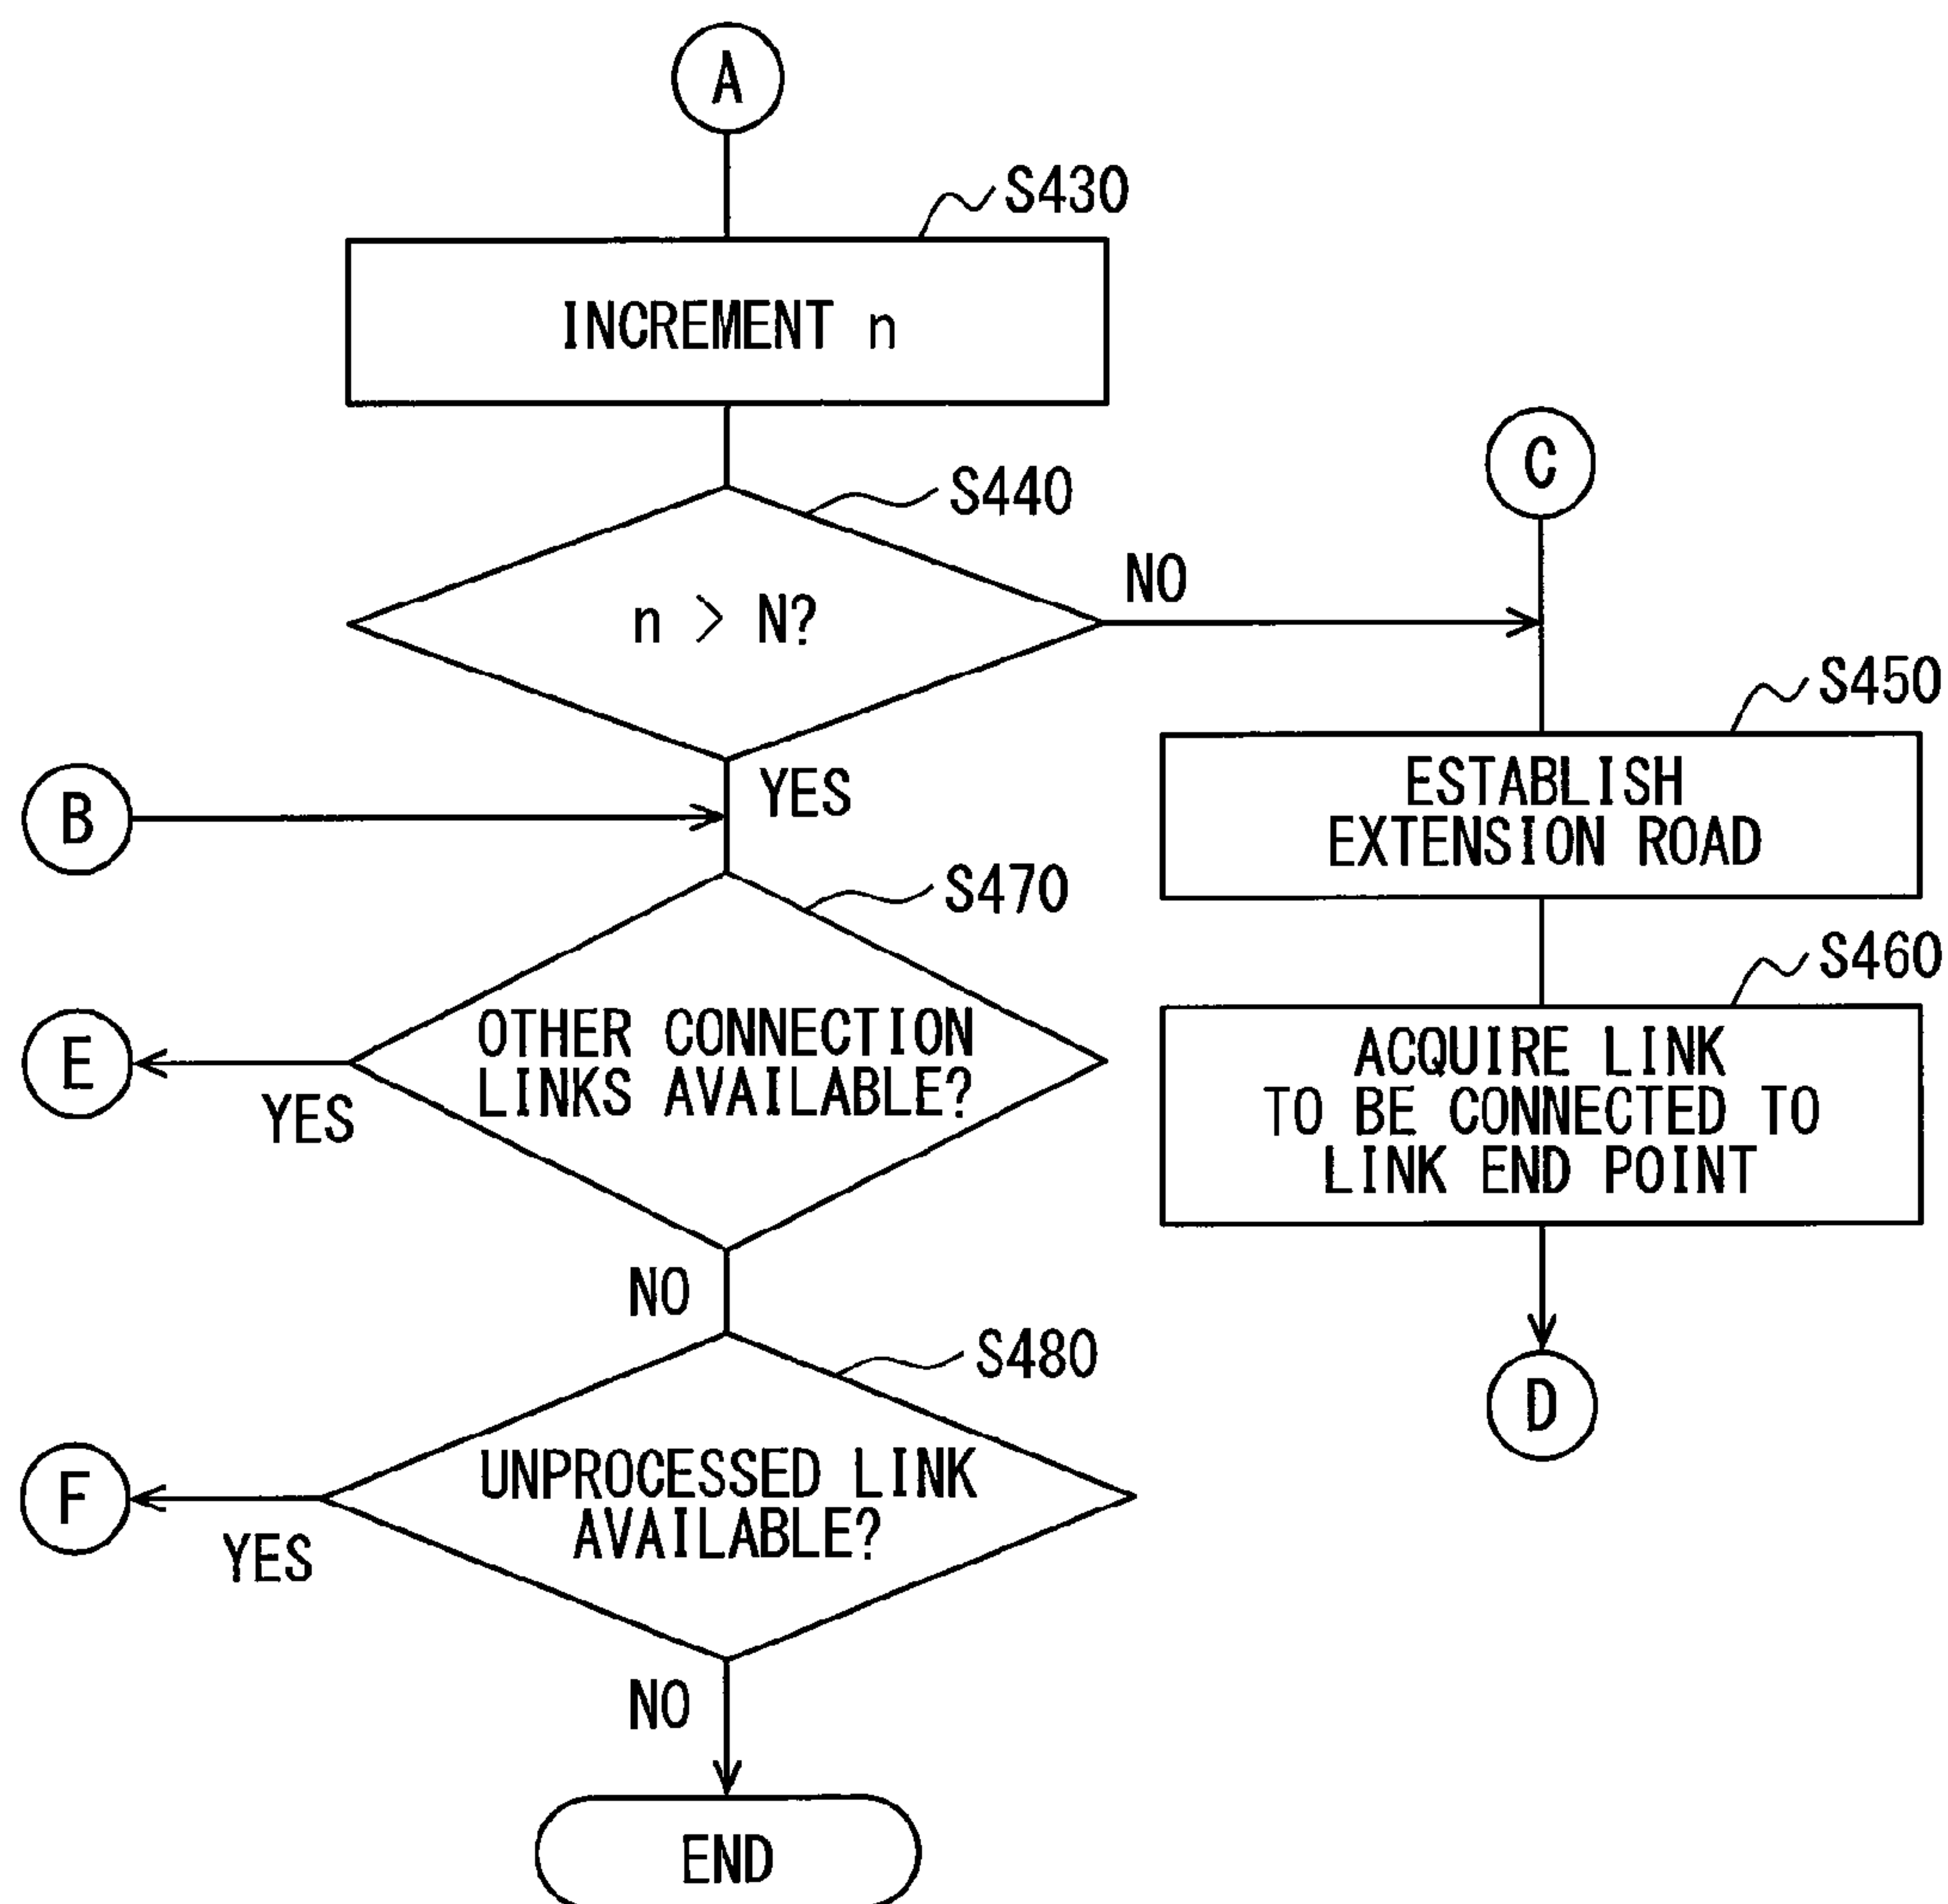 A
S430
INCREMENT n
S440
n > N?
NO
C
YES
B
S450
ESTABLISH
EXTENSION ROAD
S470
OTHER CONNECTION
LINKS AVAILABLE?
E
YES
S460
ACQUIRE LINK
TO BE CONNECTED TO
LINK END POINT
NO
D
S480
UNPROCESSED LINK
AVAILABLE?
F
YES
NO
END